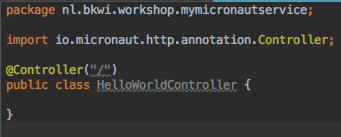 package nl.bkwi.workshop.mymicronautservice;
import io.micronaut.http.annotation.Controller;
@Controller("/")
public class HelloWorldController {
}